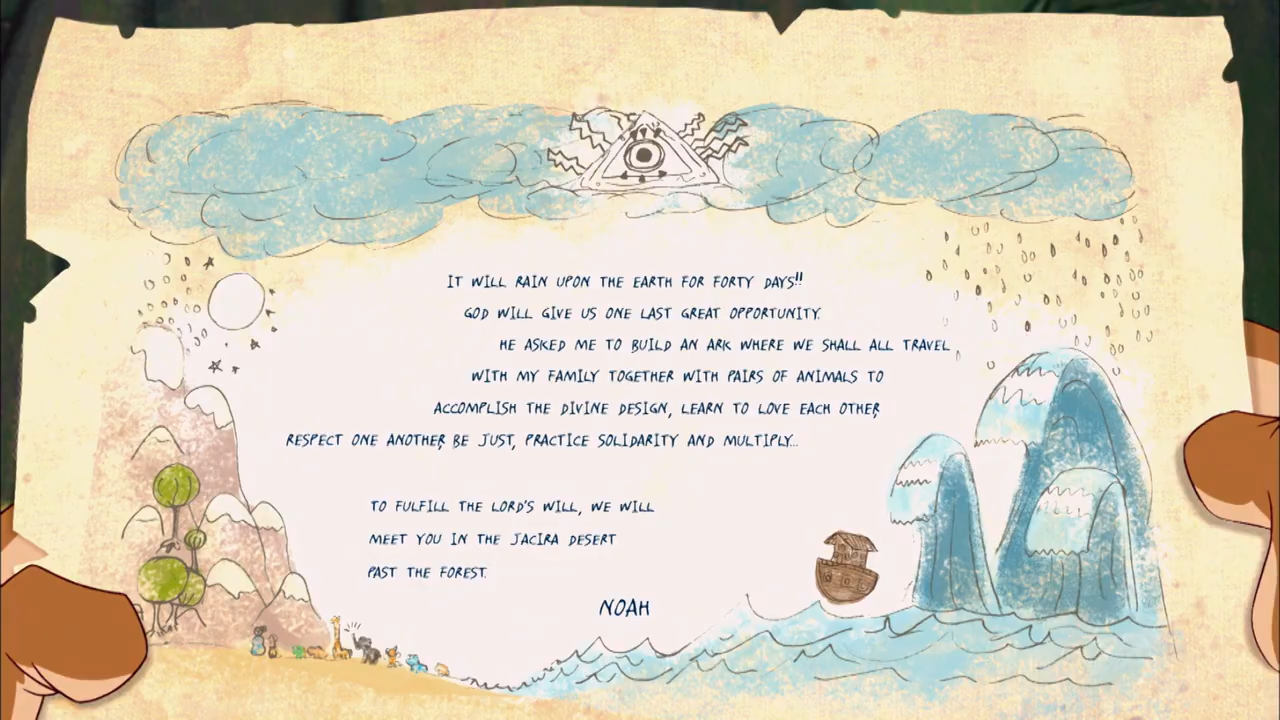 IT WILL RAIN UPON THE EARTH FOR FORTY DAYS!!
GOD WILL GIVE US ONE LAST GREAT OPPORTUNITY.
HE ASKED ME TO BUILD AN ARK WHERE WE SHALL ALL TRAVEL,
WITH MY FAMILY TOGETHER WITH PAIRS OF ANIMALS TO
ACCOMPLISH THE DIVINE DESIGN, LEARN TO LOVE EACH OTHER,
RESPECT ONE ANOTHER, BE JUST, PRACTICE SOLIDARITY AND MULTIPLY...
TO FULFILL THE LORD'S WILL, WE WILL
MEET YOU IN THE JACIRA DESERT
PAST THE FOREST.
NOAH